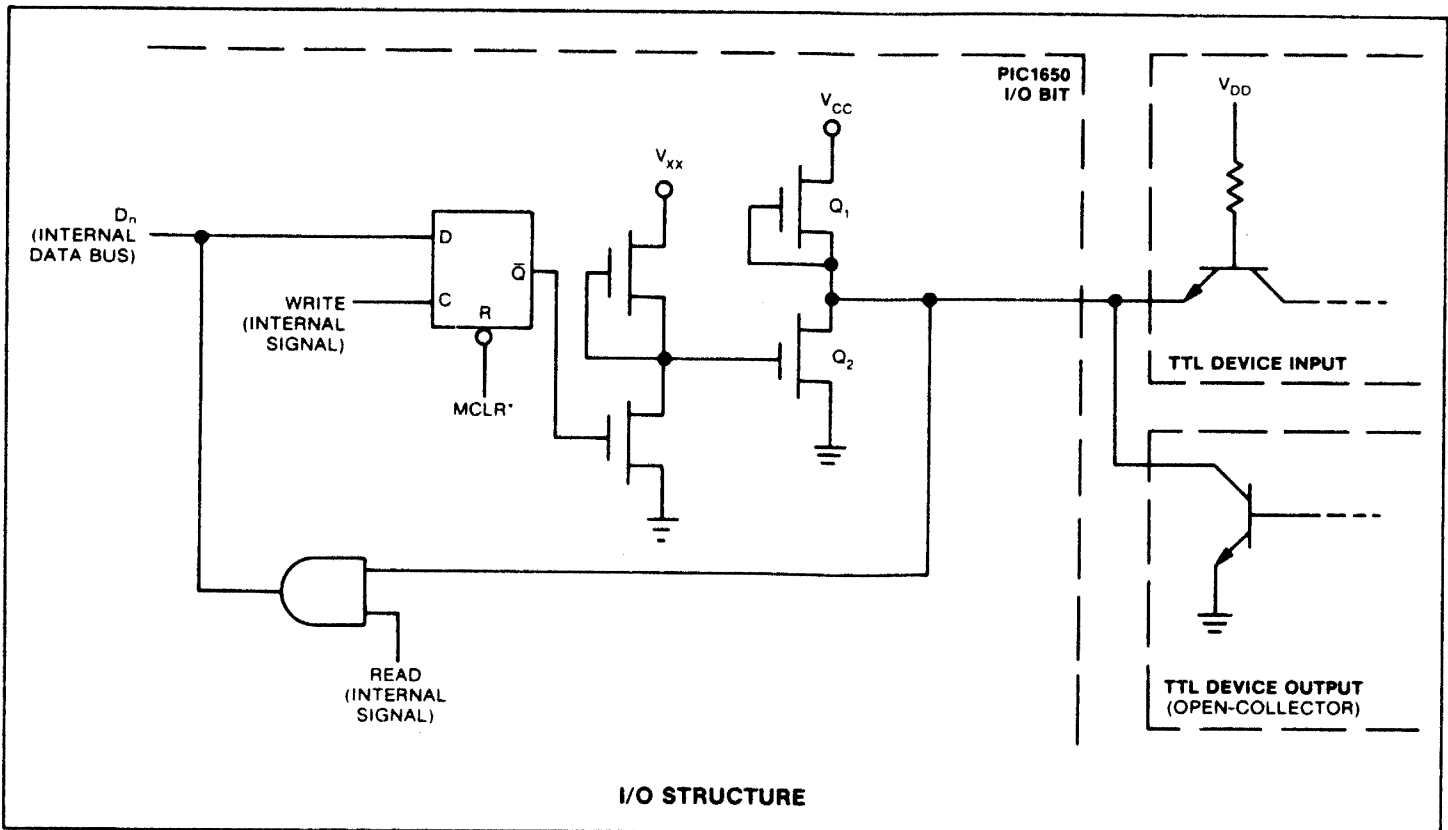 PIC1650
I/O BIT
V_DD
V_CC
V_XX
Q_1
D_n
(INTERNAL
DATA BUS)
D
Q̅
C
R
WRITE
(INTERNAL
SIGNAL)
Q_2
TTL DEVICE INPUT
MCLR*
READ
(INTERNAL
SIGNAL)
TTL DEVICE OUTPUT
(OPEN-COLLECTOR)
I/O STRUCTURE